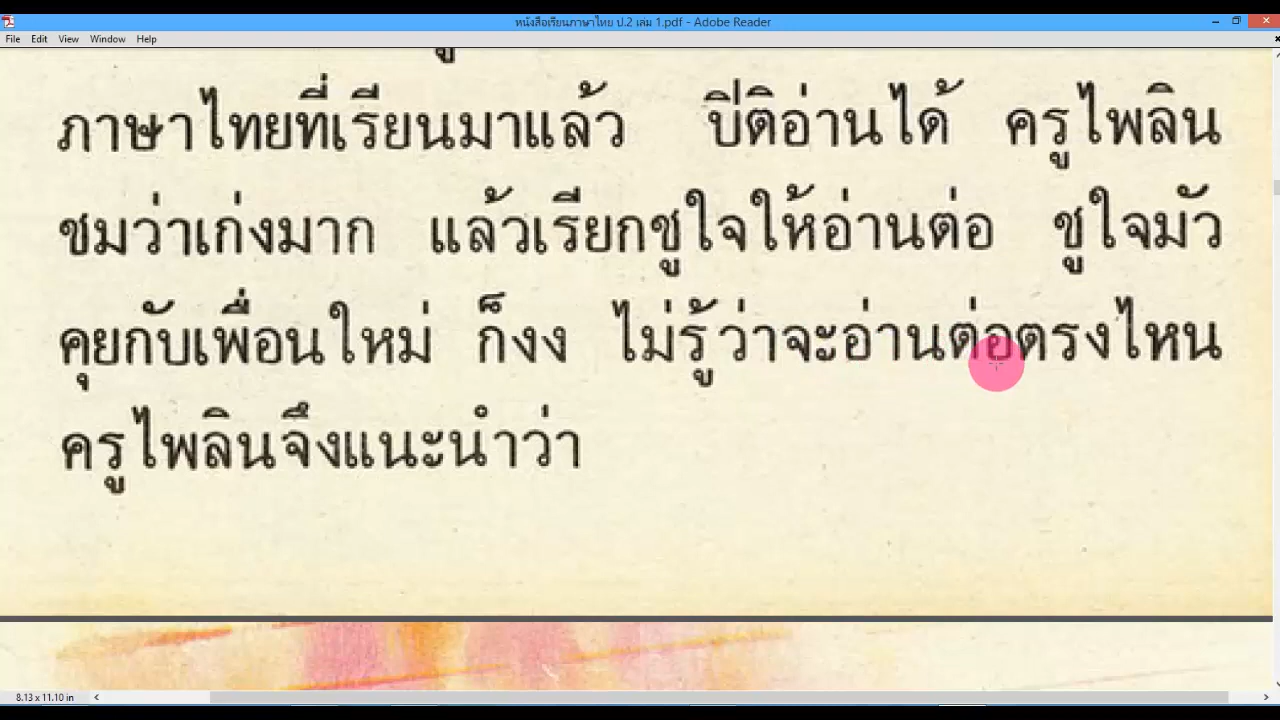 หนังสือเรียนภาษาไทย ป.2 เล่ม 1.pdf - Adobe Reader
File Edit View Window Help
ภาษาไทยที่เรียนมาแล้ว ปิติอ่านได้ ครูไพลิน
ชมว่าเก่งมาก แล้วเรียกชูใจให้อ่านต่อ ชูใจมัว
คุยกับเพื่อนใหม่ ก็งง ไม่รู้ว่าจะอ่านต่อตรงไหน
ครูไพลินจึงแนะนำว่า
8.13 x 11.10 in